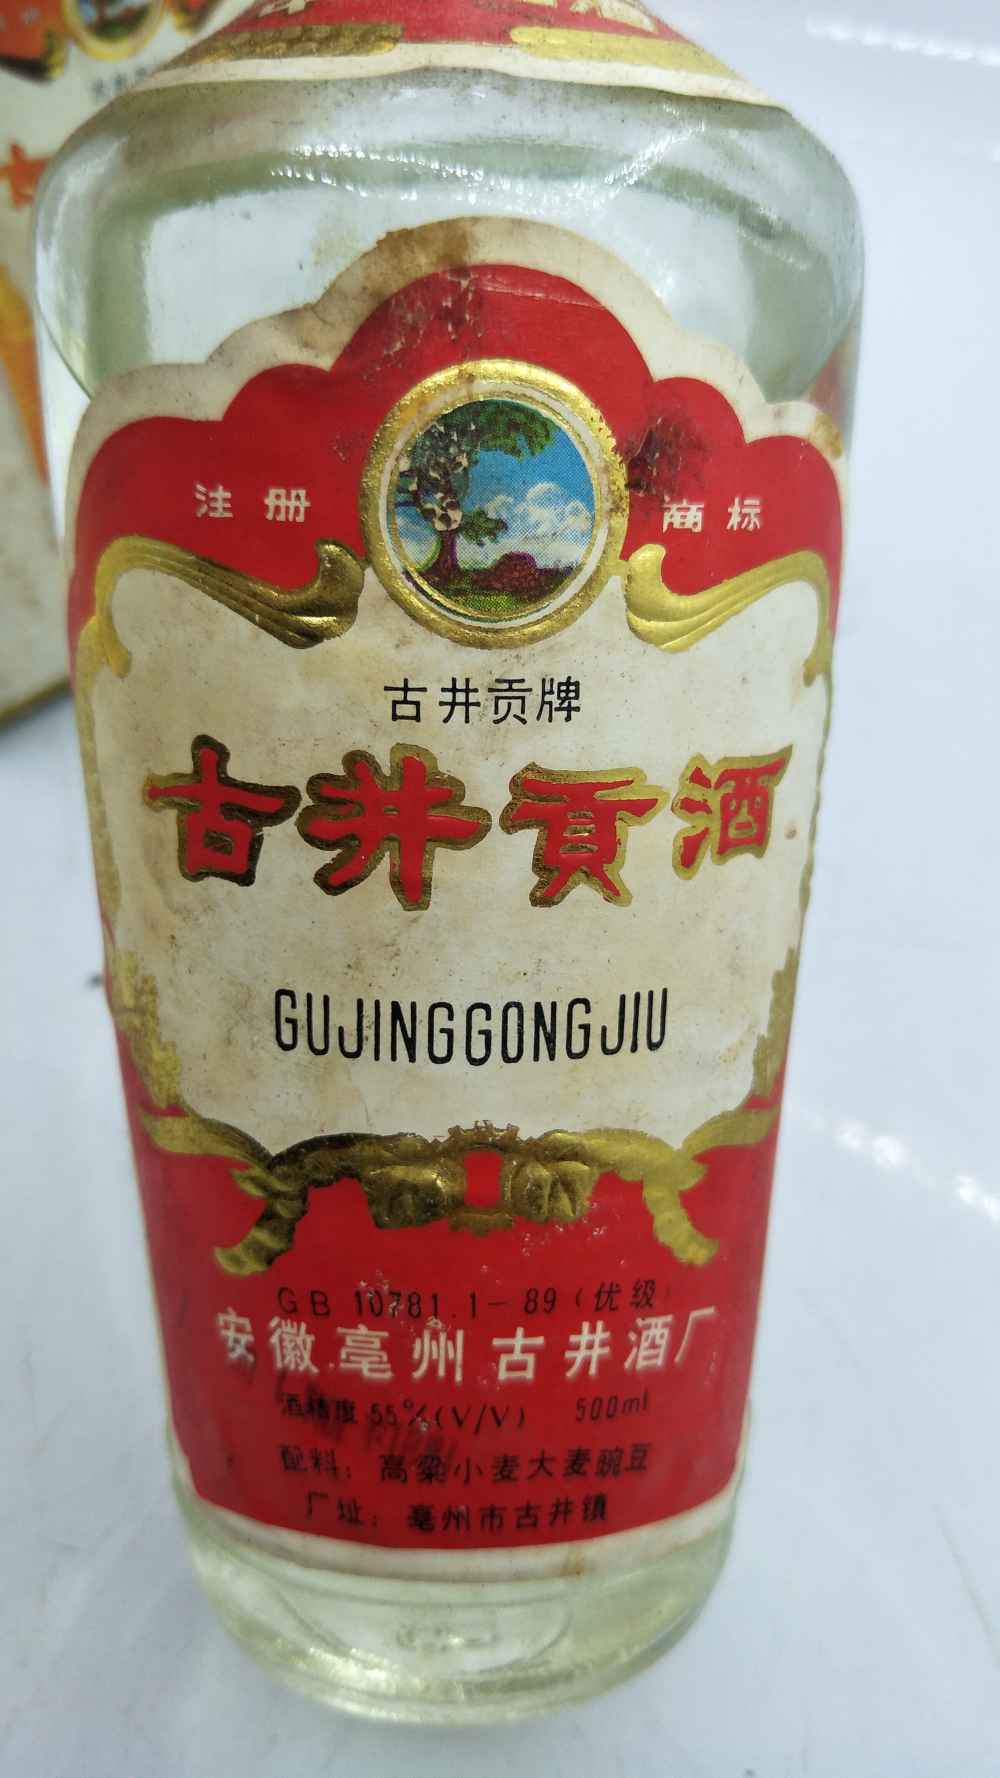 注册 商标
古井贡牌
古井贡酒
GUJINGGONGJIU
GB 10781.1-89(优级)
安徽亳州古井酒厂
酒精度 55%(V/V) 500ml
配料：高粱小麦大麦豌豆
厂址：亳州市古井镇